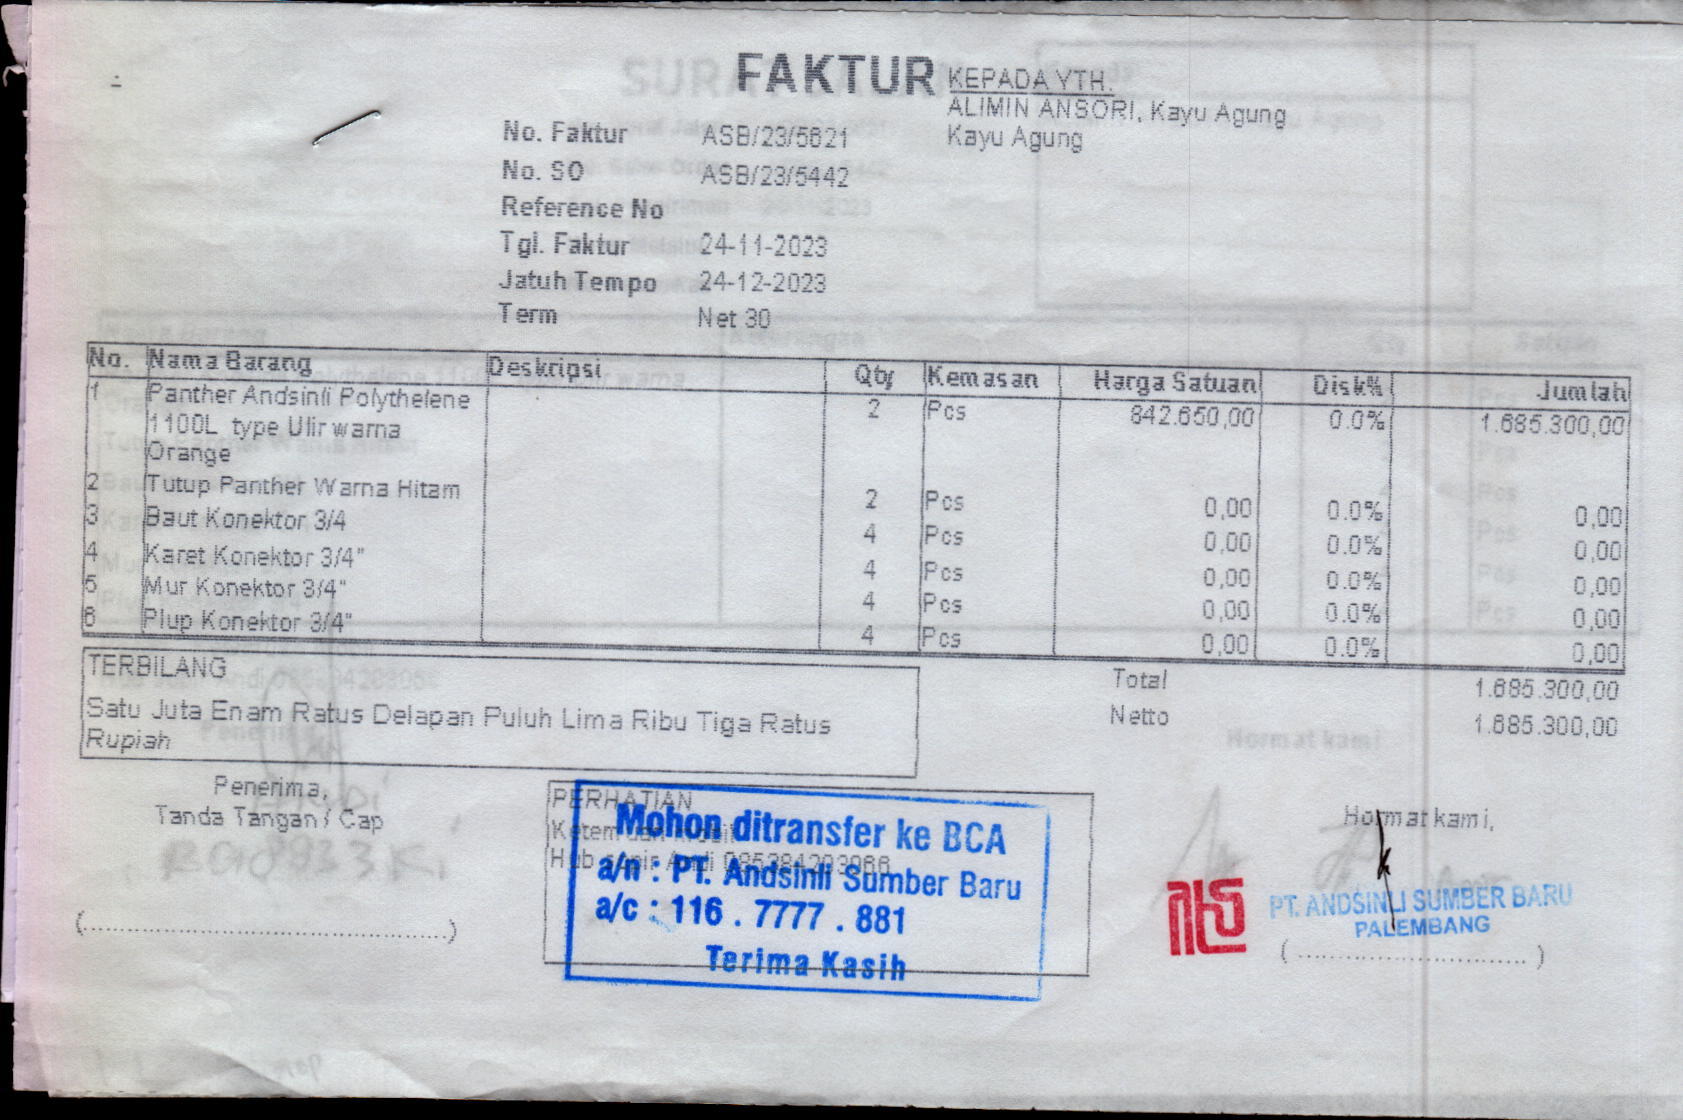 FAKTUR
KEPADA YTH.
ALIMIN ANSORI, Kayu Agung
Kayu Agung
No. Faktur ASB/23/5621
No. SO ASB/23/5442
Reference No
Tgl. Faktur 24-11-2023
Jatuh Tempo 24-12-2023
Term Net 30
No. Nama Barang Deskripsi Qty Kemasan Harga Satuan Disk% Jumlah
1 Panther Andsinli Polythelene 2 Pcs 842.650,00 0.0% 1.685.300,00
1100L type Ulir warna
Orange
2 Tutup Panther Warna Hitam 2 Pcs 0,00 0.0% 0,00
3 Baut Konektor 3/4 4 Pcs 0,00 0.0% 0,00
4 Karet Konektor 3/4" 4 Pcs 0,00 0.0% 0,00
5 Mur Konektor 3/4" 4 Pcs 0,00 0.0% 0,00
6 Plup Konektor 3/4" 4 Pcs 0,00 0.0% 0,00
TERBILANG
Satu Juta Enam Ratus Delapan Puluh Lima Ribu Tiga Ratus
Rupiah
Total 1.685.300,00
Netto 1.685.300,00
Penerima,
Tanda Tangan / Cap
PERHATIAN
Hub sopir Andi
Mohon ditransfer ke BCA
a/n : PT. Andsinli Sumber Baru
a/c : 116 . 7777 . 881
Terima Kasih
Hormat kami,
PT. ANDSINLI SUMBER BARU
PALEMBANG